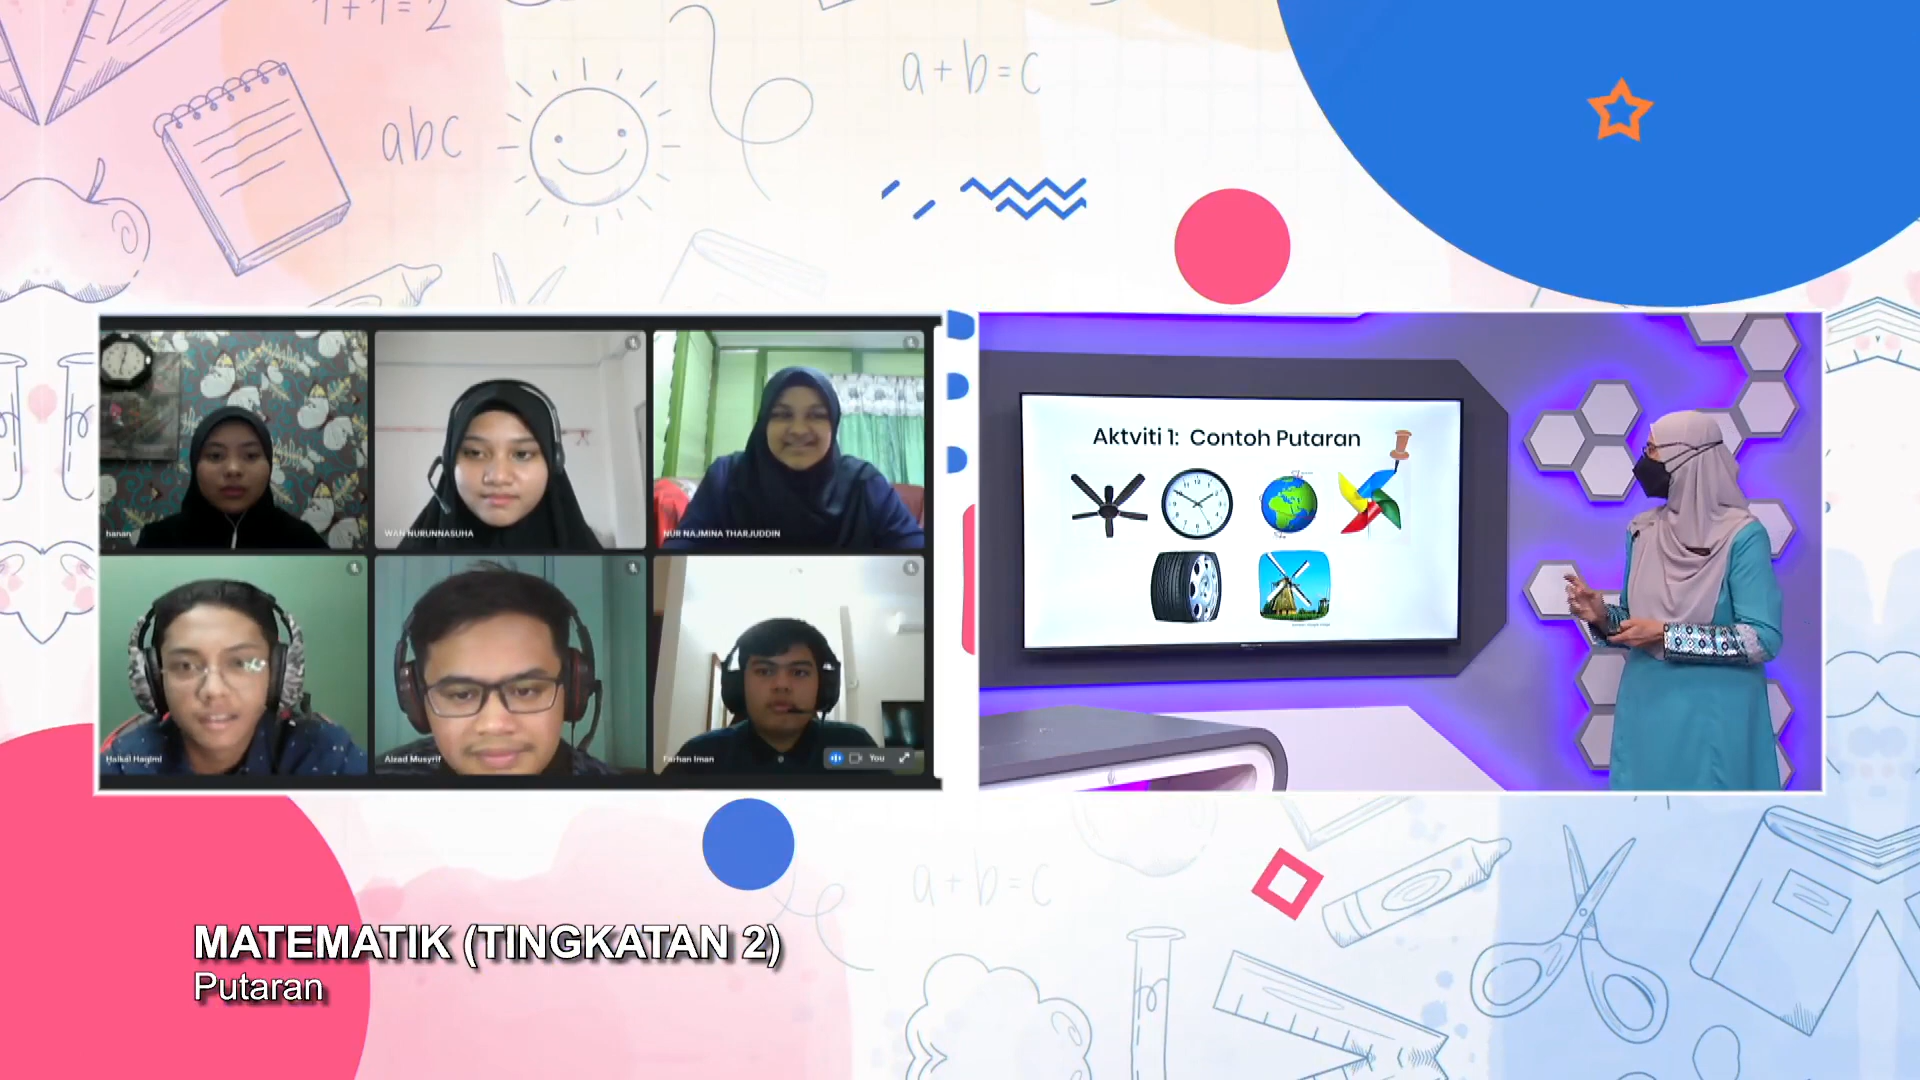 1+1=2
a+b=c
abc
hanan
WAN NURUNNASUHA
NUR NAJMINA THARJUDDIN
Haikal Haqimi
Aizad Musyrif
Farhan Iman
You
Aktviti 1: Contoh Putaran
a+b=c
MATEMATIK (TINGKATAN 2)
Putaran